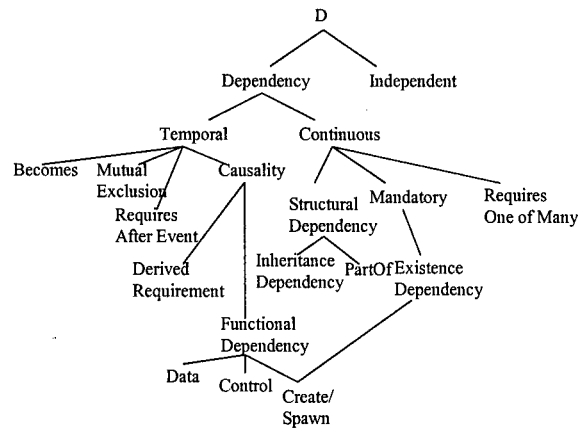 D
Dependency
Independent
Temporal
Continuous
Becomes
Mutual
Exclusion
Causality
Requires
After Event
Structural
Dependency
Mandatory
Requires
One of Many
Derived
Requirement
Inheritance
Dependency
PartOf
Existence
Dependency
Functional
Dependency
Data
Control
Create/
Spawn